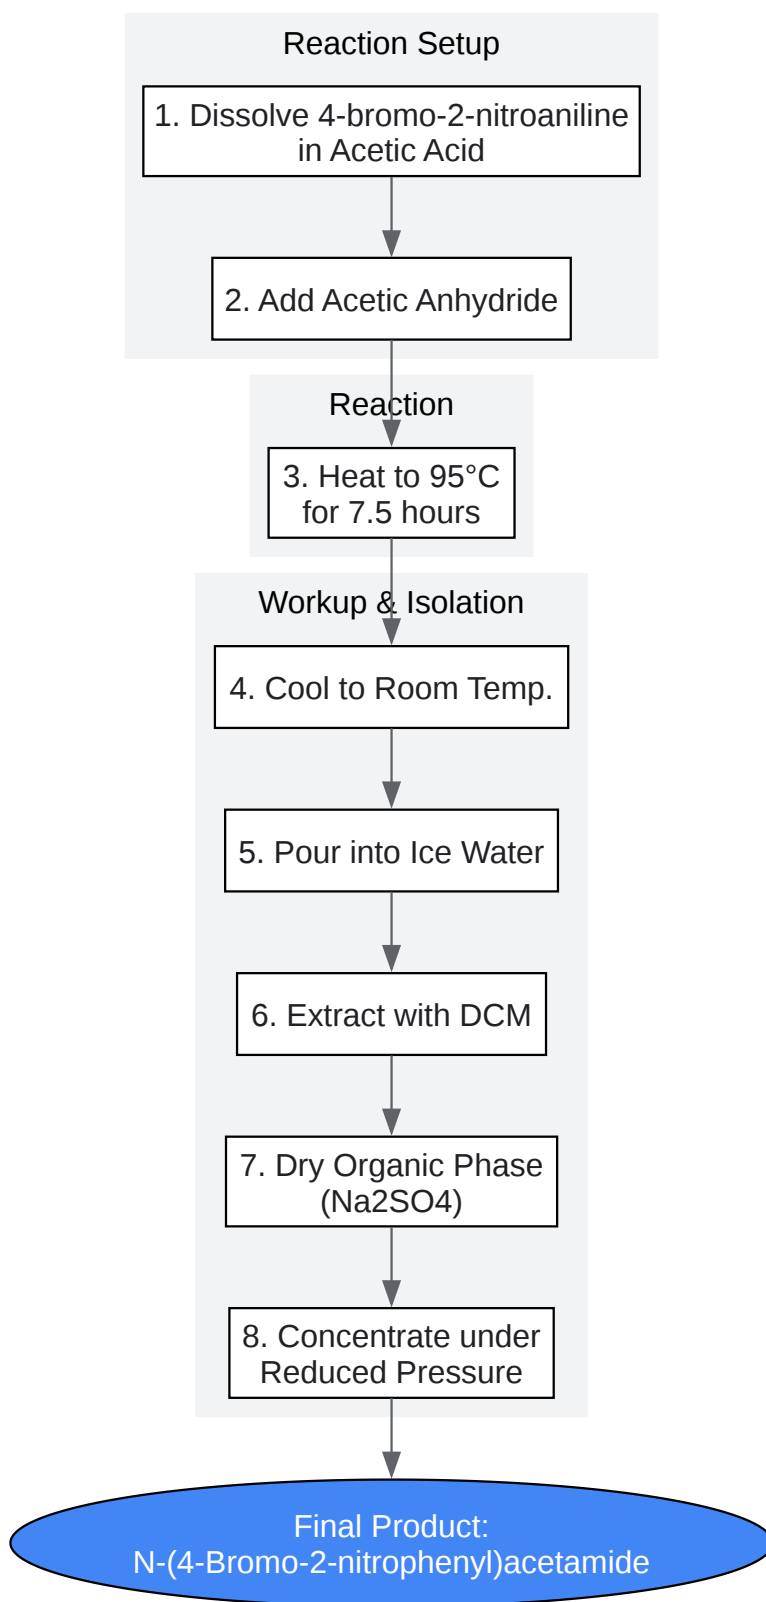 Reaction Setup
1. Dissolve 4-bromo-2-nitroaniline
in Acetic Acid
2. Add Acetic Anhydride
Reaction
3. Heat to 95°C
for 7.5 hours
Workup & Isolation
4. Cool to Room Temp.
5. Pour into Ice Water
6. Extract with DCM
7. Dry Organic Phase
(Na2SO4)
8. Concentrate under
Reduced Pressure
Final Product:
N-(4-Bromo-2-nitrophenyl)acetamide